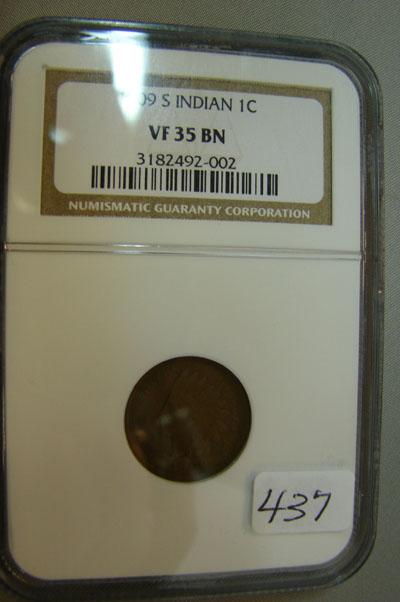 09 S INDIAN 1C
VF 35 BN
3182492-002
NUMISMATIC GUARANTY CORPORATION
437